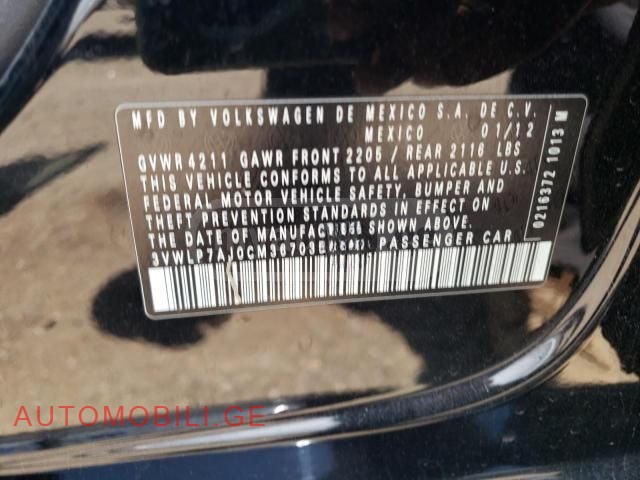 MFD BY VOLKSWAGEN DE MEXICO S.A. DE C.V.
MEXICO 01/12
GVWR 4211 GAWR FRONT 2205 / REAR 2116 LBS
THIS VEHICLE CONFORMS TO ALL APPLICABLE U.S.
FEDERAL MOTOR VEHICLE SAFETY, BUMPER AND
THEFT PREVENTION STANDARDS IN EFFECT ON
THE DATE OF MANUFACTURE SHOWN ABOVE.
PASSENGER CAR
0216372 1013 M
AUTOMOBILI.GE